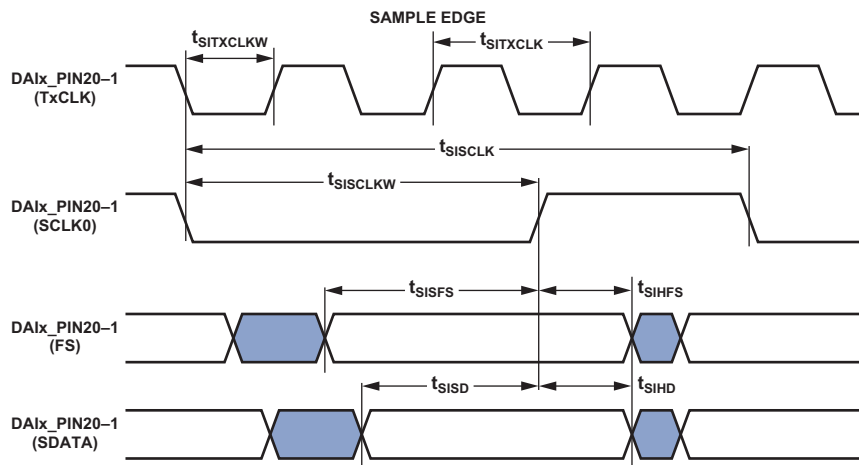 SAMPLE EDGE
tSITXCLKW
tSITXCLK
DAIx_PIN20–1
(TxCLK)
tSISCLK
tSISCLKW
DAIx_PIN20–1
(SCLK0)
tSISFS
tSIHFS
DAIx_PIN20–1
(FS)
tSISD
tSIHD
DAIx_PIN20–1
(SDATA)